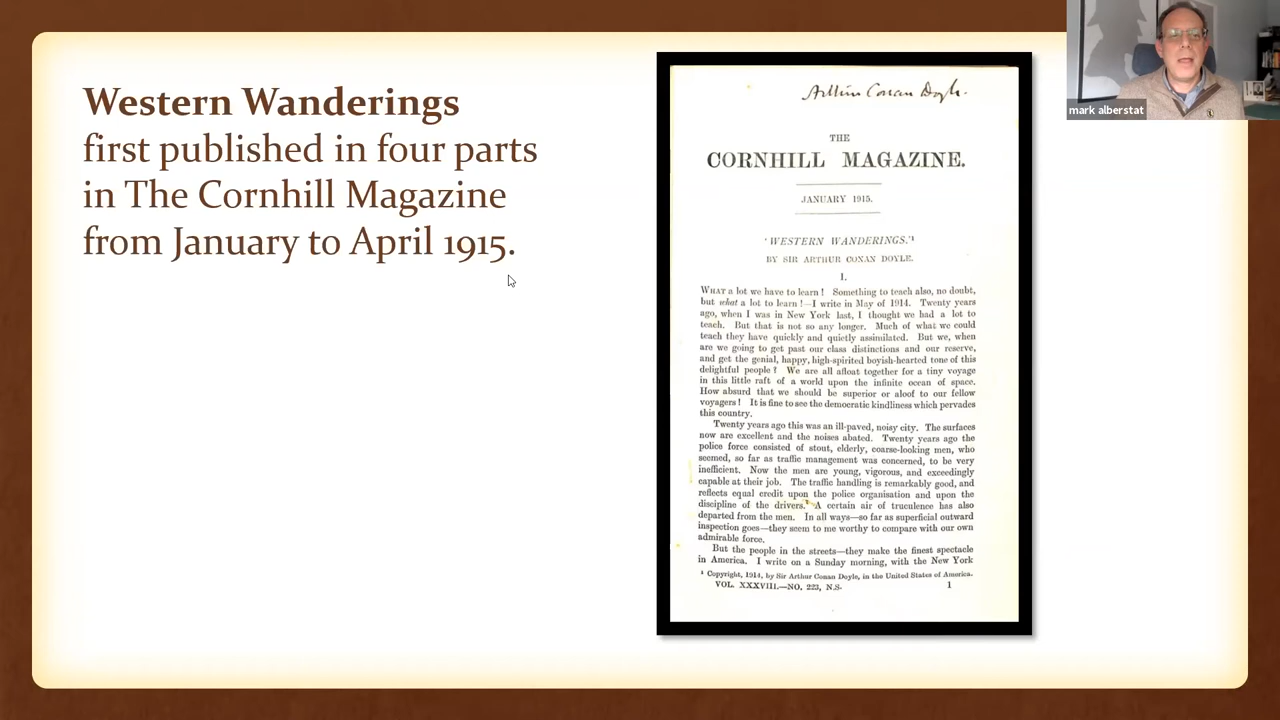 Western Wanderings
first published in four parts
in The Cornhill Magazine
from January to April 1915.
Arthur Conan Doyle.
THE
CORNHILL MAGAZINE.
JANUARY 1915.
'WESTERN WANDERINGS.'¹
BY SIR ARTHUR CONAN DOYLE.
I.
WHAT a lot we have to learn! Something to teach also, no doubt,
but what a lot to learn!—I write in May of 1914. Twenty years
ago, when I was in New York last, I thought we had a lot to
teach. But that is not so any longer. Much of what we could
teach they have quickly and quietly assimilated. But we, when
are we going to get past our class distinctions and our reserve,
and get the genial, happy, high-spirited boyish-hearted tone of this
delightful people? We are all afloat together for a tiny voyage
in this little raft of a world upon the infinite ocean of space.
How absurd that we should be superior or aloof to our fellow
voyagers! It is fine to see the democratic kindliness which pervades
this country.
Twenty years ago this was an ill-paved, noisy city. The surfaces
now are excellent and the noises abated. Twenty years ago the
police force consisted of stout, elderly, coarse-looking men, who
seemed, so far as traffic management was concerned, to be very
inefficient. Now the men are young, vigorous, and exceedingly
capable at their job. The traffic handling is remarkably good, and
reflects equal credit upon the police organisation and upon the
discipline of the drivers. A certain air of truculence has also
departed from the men. In all ways—so far as superficial outward
inspection goes—they seem to me worthy to compare with our own
admirable force.
But the people in the streets—they make the finest spectacle
in America. I write on a Sunday morning, with the New York
¹ Copyright, 1914, by Sir Arthur Conan Doyle, in the United States of America.
VOL. XXXVIII.—NO. 223, N.S. 1
mark alberstat